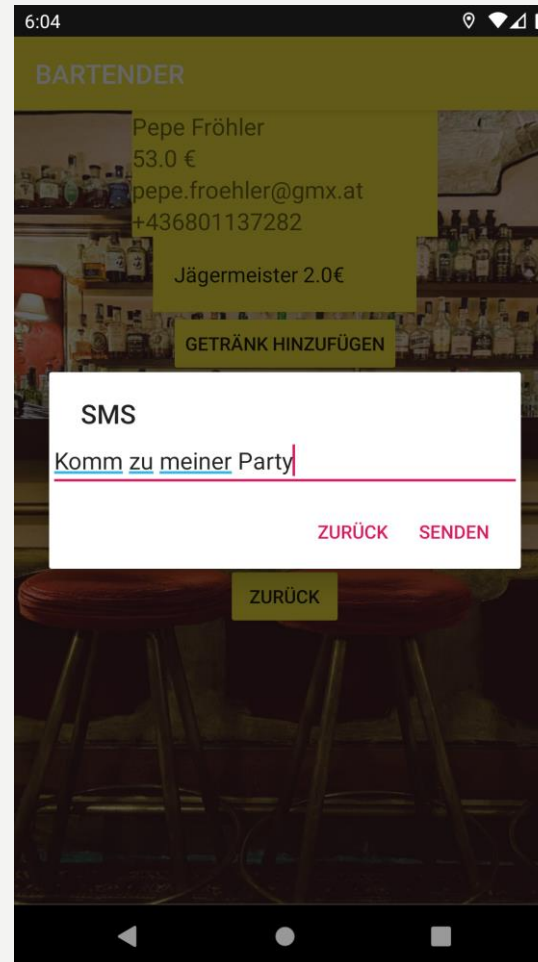 6:04
BARTENDER
Pepe Fröhler
53.0 €
pepe.froehler@gmx.at
+436801137282
Jägermeister 2.0€
GETRÄNK HINZUFÜGEN
SMS
Komm zu meiner Party
ZURÜCK SENDEN
ZURÜCK